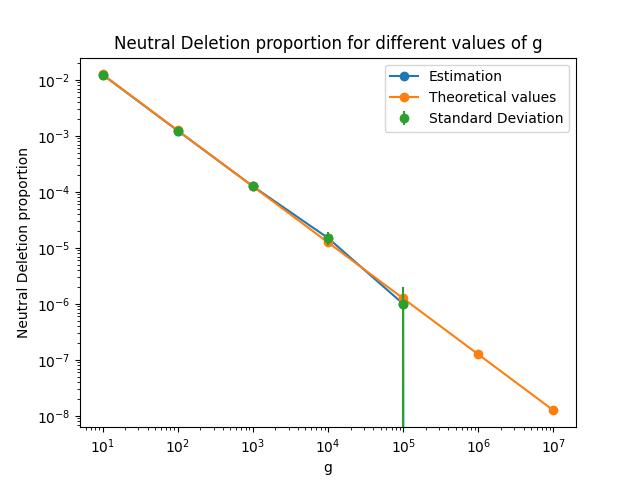 Neutral Deletion proportion for different values of g
Estimation
Theoretical values
Standard Deviation
Neutral Deletion proportion
10⁻²
10⁻³
10⁻⁴
10⁻⁵
10⁻⁶
10⁻⁷
10⁻⁸
10¹ 10² 10³ 10⁴ 10⁵ 10⁶ 10⁷
g